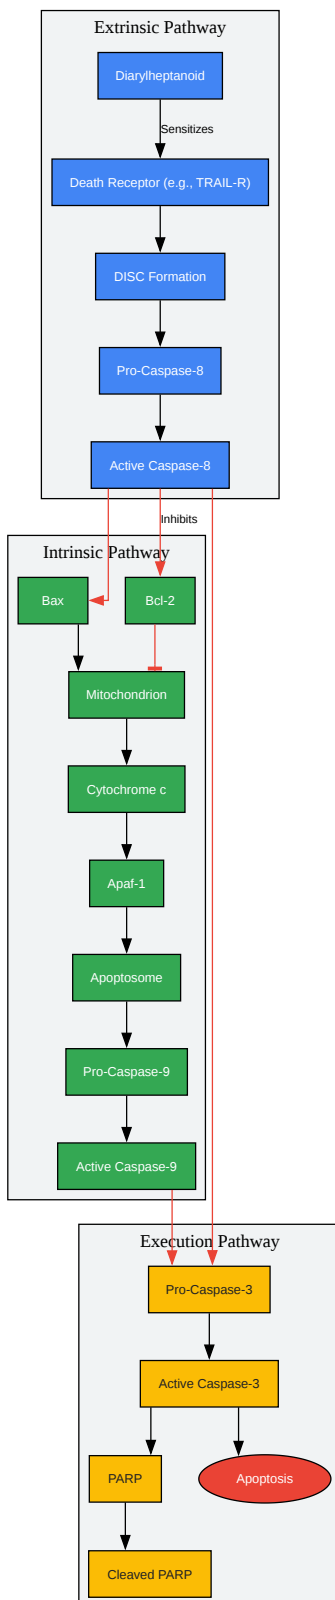 Extrinsic Pathway
Diarylheptanoid
Sensitizes
Death Receptor (e.g., TRAIL-R)
DISC Formation
Pro-Caspase-8
Active Caspase-8
Inhibits
Intrinsic Pathway
Bax
Bcl-2
Mitochondrion
Cytochrome c
Apaf-1
Apoptosome
Pro-Caspase-9
Active Caspase-9
Execution Pathway
Pro-Caspase-3
Active Caspase-3
PARP
Apoptosis
Cleaved PARP